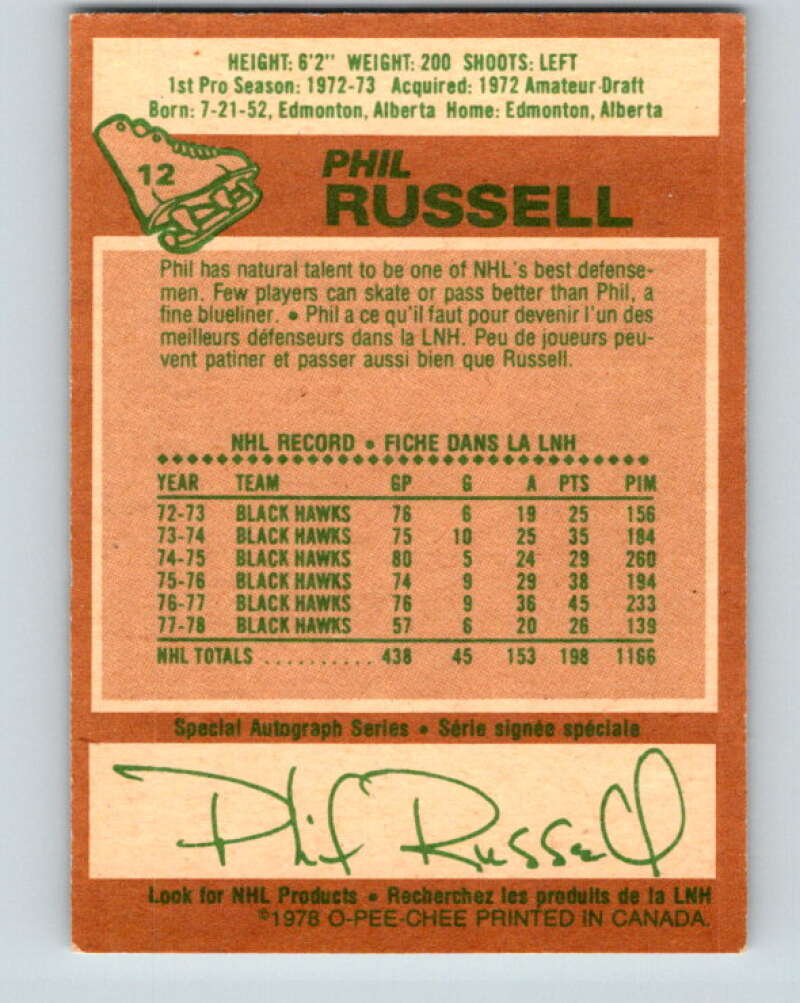 HEIGHT: 6'2" WEIGHT: 200 SHOOTS: LEFT
1st Pro Season: 1972-73 Acquired: 1972 Amateur Draft
Born: 7-21-52, Edmonton, Alberta Home: Edmonton, Alberta
12
PHIL
RUSSELL
Phil has natural talent to be one of NHL's best defense-
men. Few players can skate or pass better than Phil, a
fine blueliner. • Phil a ce qu'il faut pour devenir l'un des
meilleurs défenseurs dans la LNH. Peu de joueurs peu-
vent patiner et passer aussi bien que Russell.
NHL RECORD • FICHE DANS LA LNH
YEAR TEAM GP G A PTS PIM
72-73 BLACK HAWKS 76 6 19 25 156
73-74 BLACK HAWKS 75 10 25 35 184
74-75 BLACK HAWKS 80 5 24 29 260
75-76 BLACK HAWKS 74 9 29 38 194
76-77 BLACK HAWKS 76 9 36 45 233
77-78 BLACK HAWKS 57 6 20 26 139
NHL TOTALS .......... 438 45 153 198 1166
Special Autograph Series • Série signée spéciale
Phil Russell
Look for NHL Products • Recherchez les produits de la LNH
©1978 O-PEE-CHEE PRINTED IN CANADA.